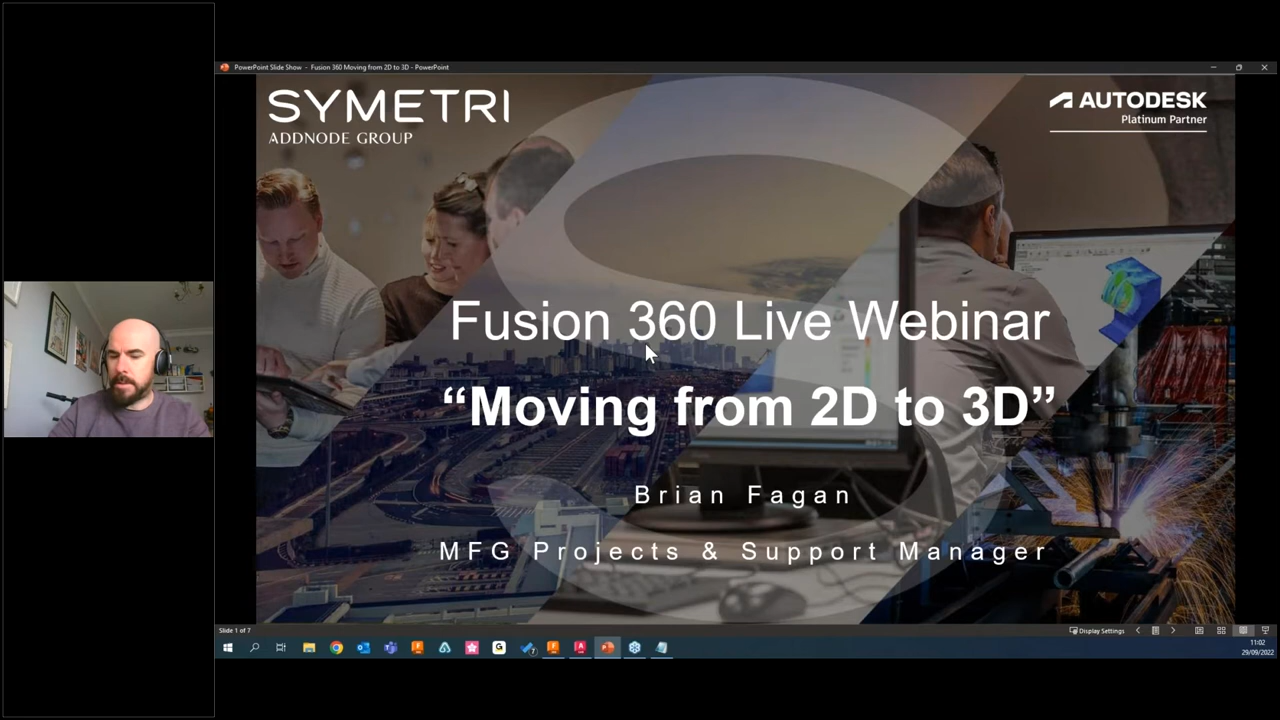 PowerPoint Slide Show - Fusion 360 Moving from 2D to 3D - PowerPoint
SYMETRI
ADDNODE GROUP
AUTODESK
Platinum Partner
Fusion 360 Live Webinar
“Moving from 2D to 3D”
Brian Fagan
MFG Projects & Support Manager
Slide 1 of 7
Display Settings
11:02
29/09/2022